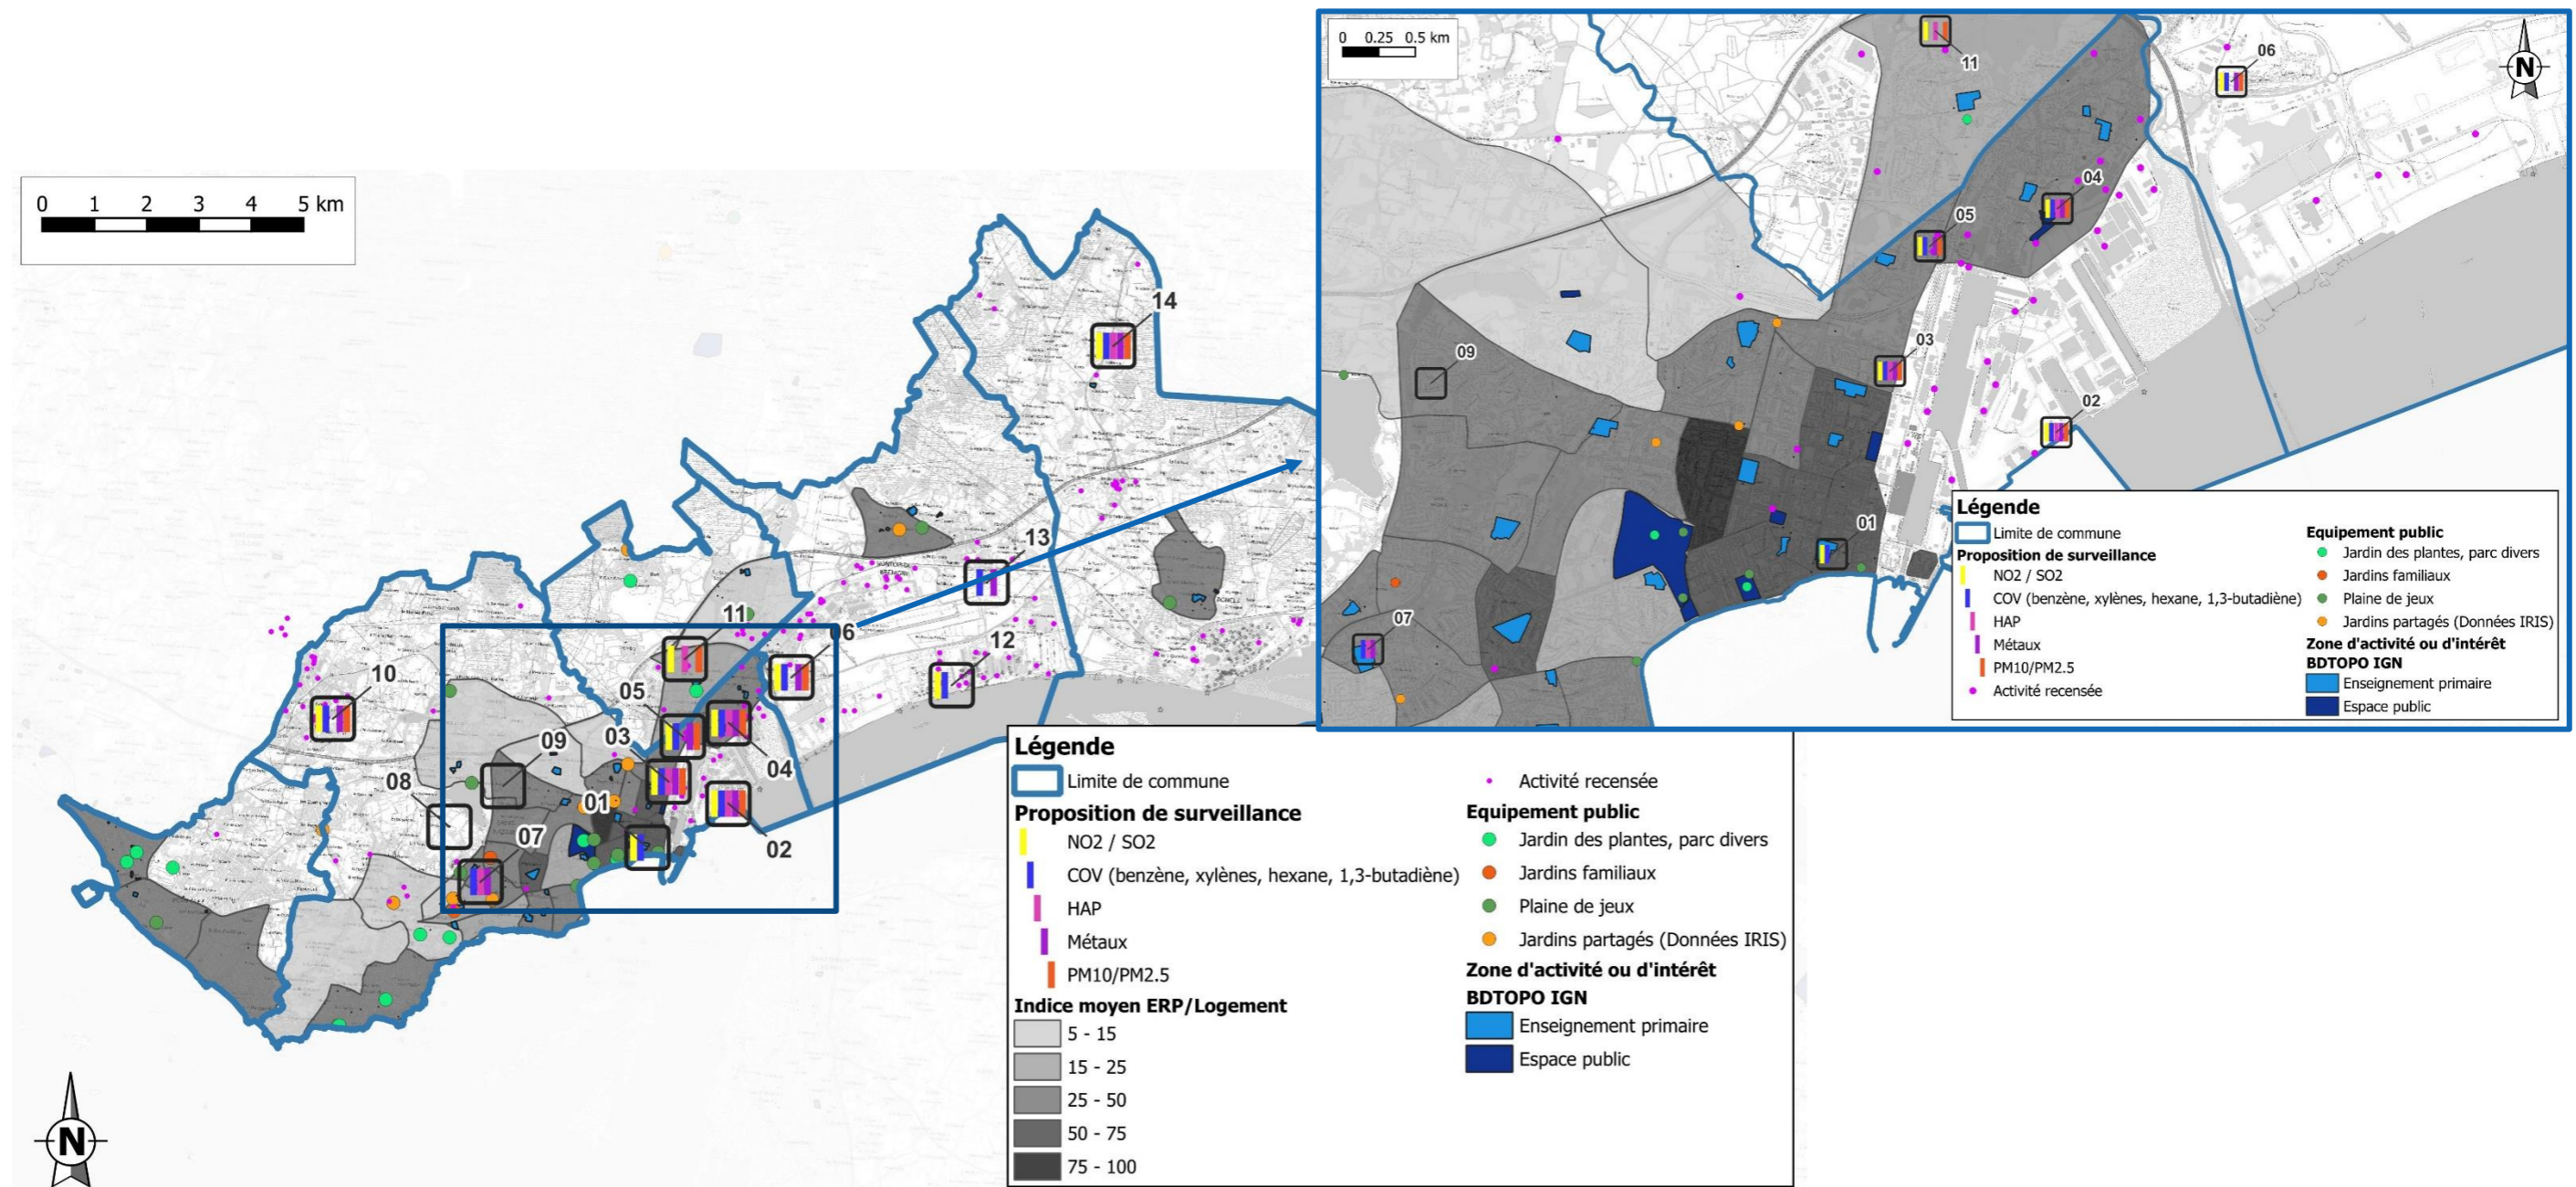 0 1 2 3 4 5 km
14
13
11
06
12
10
05
09
03
08
04
01
07
02
N
Légende
Limite de commune
Proposition de surveillance
NO2 / SO2
COV (benzène, xylènes, hexane, 1,3-butadiène)
HAP
Métaux
PM10/PM2.5
Indice moyen ERP/Logement
5 - 15
15 - 25
25 - 50
50 - 75
75 - 100
Activité recensée
Equipement public
Jardin des plantes, parc divers
Jardins familiaux
Plaine de jeux
Jardins partagés (Données IRIS)
Zone d'activité ou d'intérêt
BDTOPO IGN
Enseignement primaire
Espace public
0 0.25 0.5 km
N
11
06
04
05
03
09
02
01
07
Légende
Limite de commune
Proposition de surveillance
NO2 / SO2
COV (benzène, xylènes, hexane, 1,3-butadiène)
HAP
Métaux
PM10/PM2.5
Activité recensée
Equipement public
Jardin des plantes, parc divers
Jardins familiaux
Plaine de jeux
Jardins partagés (Données IRIS)
Zone d'activité ou d'intérêt
BDTOPO IGN
Enseignement primaire
Espace public